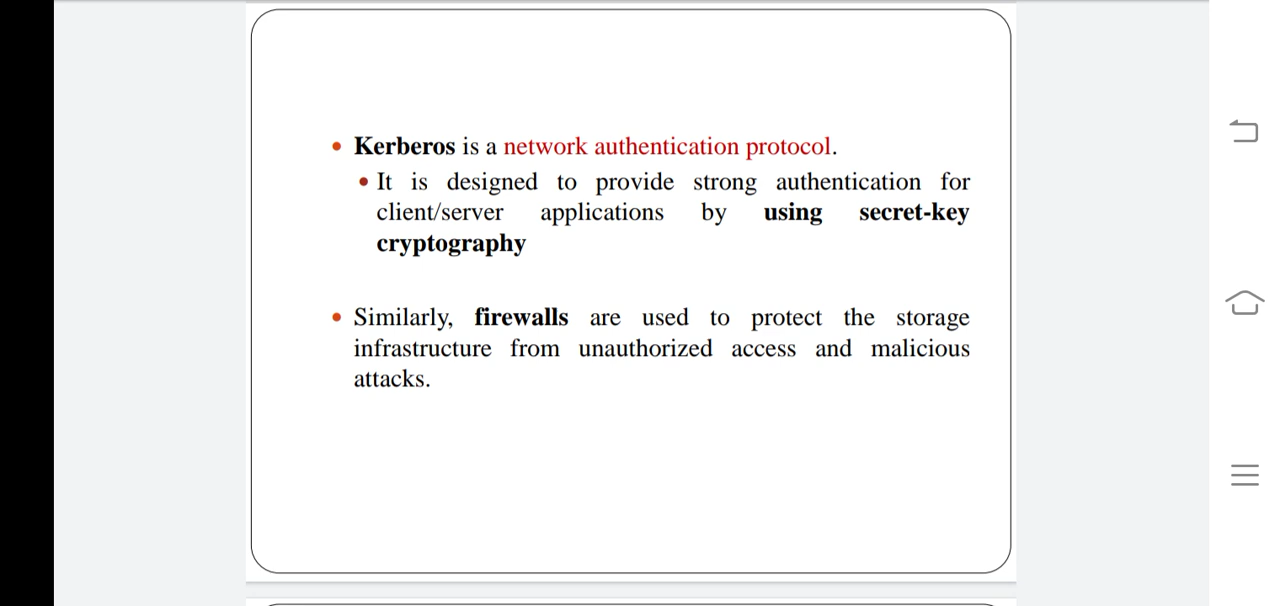 Kerberos is a network authentication protocol.
It is designed to provide strong authentication for
client/server applications by using secret-key
cryptography
Similarly, firewalls are used to protect the storage
infrastructure from unauthorized access and malicious
attacks.